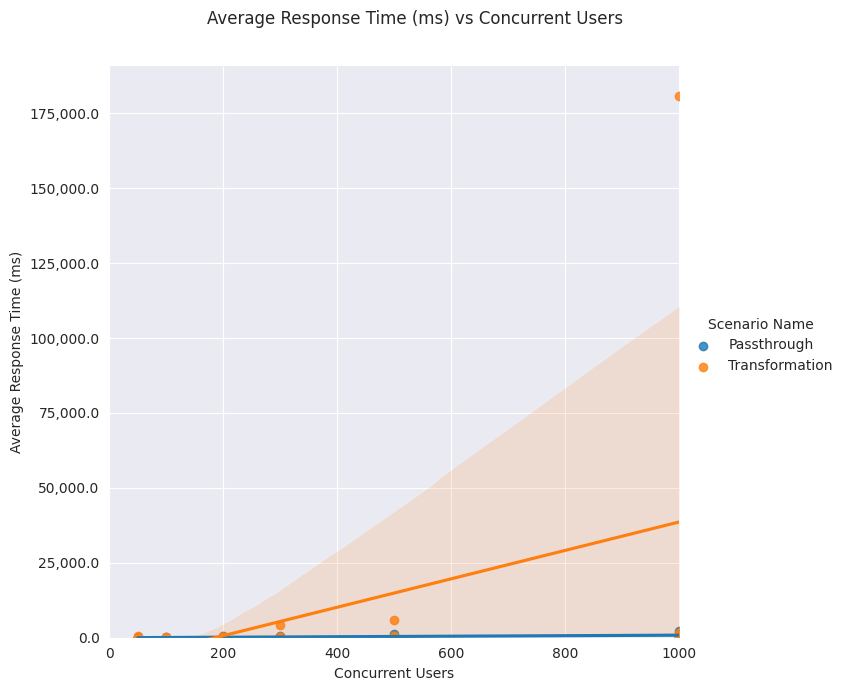 Average Response Time (ms) vs Concurrent Users
175,000.0
150,000.0
125,000.0
100,000.0
75,000.0
50,000.0
25,000.0
0.0
Average Response Time (ms)
0 200 400 600 800 1000
Concurrent Users
Scenario Name
Passthrough
Transformation